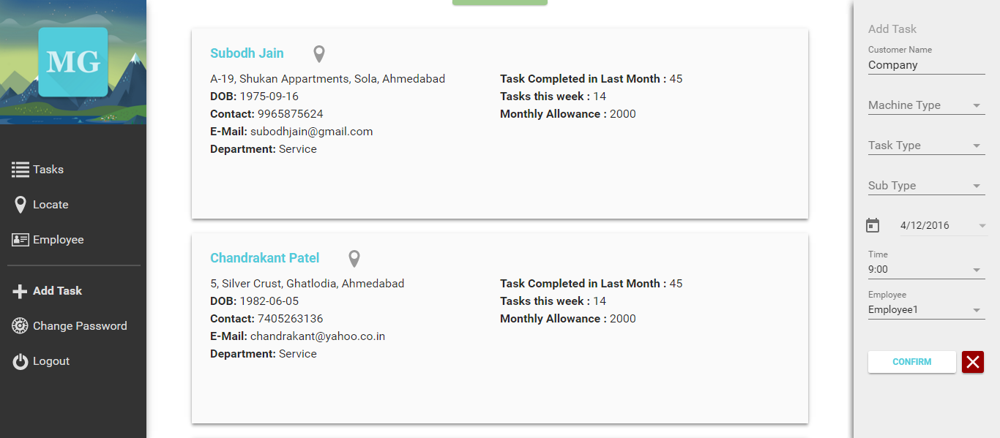 MG
Tasks
Locate
Employee
Add Task
Change Password
Logout
Subodh Jain
A-19, Shukan Appartments, Sola, Ahmedabad
DOB: 1975-09-16
Contact: 9965875624
E-Mail: subodhjain@gmail.com
Department: Service
Task Completed in Last Month : 45
Tasks this week : 14
Monthly Allowance : 2000
Chandrakant Patel
5, Silver Crust, Ghatlodia, Ahmedabad
DOB: 1982-06-05
Contact: 7405263136
E-Mail: chandrakant@yahoo.co.in
Department: Service
Task Completed in Last Month : 45
Tasks this week : 14
Monthly Allowance : 2000
Add Task
Customer Name
Company
Machine Type
Task Type
Sub Type
4/12/2016
Time
9:00
Employee
Employee1
CONFIRM